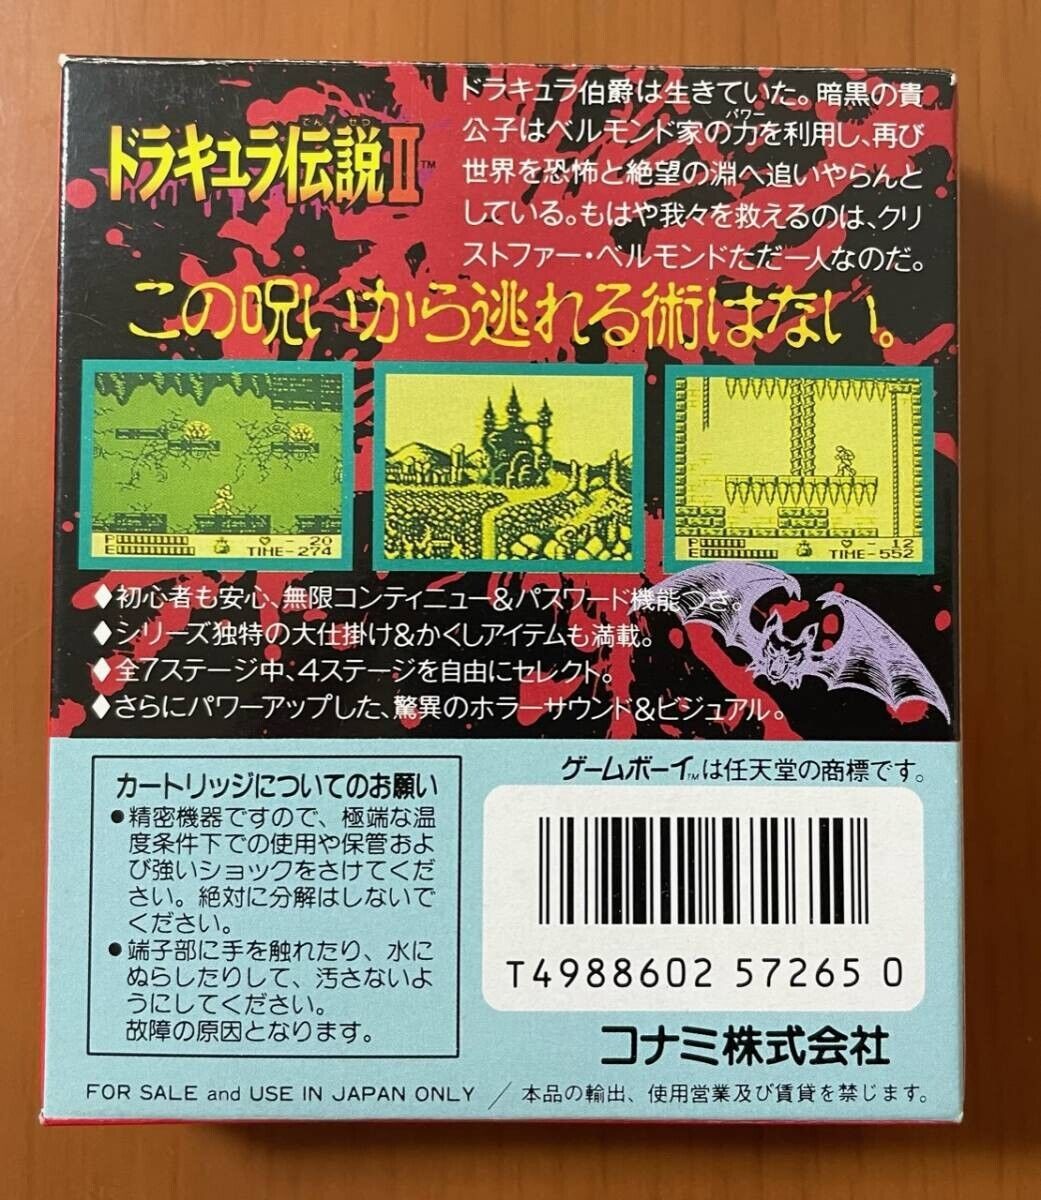 ドラキュラ伯爵は生きていた。暗黒の貴
公子はベルモンド家の力を利用し、再び
パワー
世界を恐怖と絶望の淵へ追いやらんと
している。もはや我々を救えるのは、クリ
ストファー・ベルモンドただ一人なのだ。
でん せつ
ドラキュラ伝説II™
この呪いから逃れる術はない。
P
E
♡- 20
TIME-274
P
E
♡- 12
TIME-552
♦初心者も安心、無限コンティニュー&パスワード機能つき。
♦シリーズ独特の大仕掛け&かくしアイテムも満載。
♦全7ステージ中、4ステージを自由にセレクト。
♦さらにパワーアップした、驚異のホラーサウンド&ビジュアル。
カートリッジについてのお願い
●精密機器ですので、極端な温
度条件下での使用や保管およ
び強いショックをさけてくだ
さい。絶対に分解はしないで
ください。
●端子部に手を触れたり、水に
ぬらしたりして、汚さないよ
うにしてください。
故障の原因となります。
ゲームボーイ™は任天堂の商標です。
T4988602 57265 0
コナミ株式会社
FOR SALE and USE IN JAPAN ONLY / 本品の輸出、使用営業及び賃貸を禁じます。